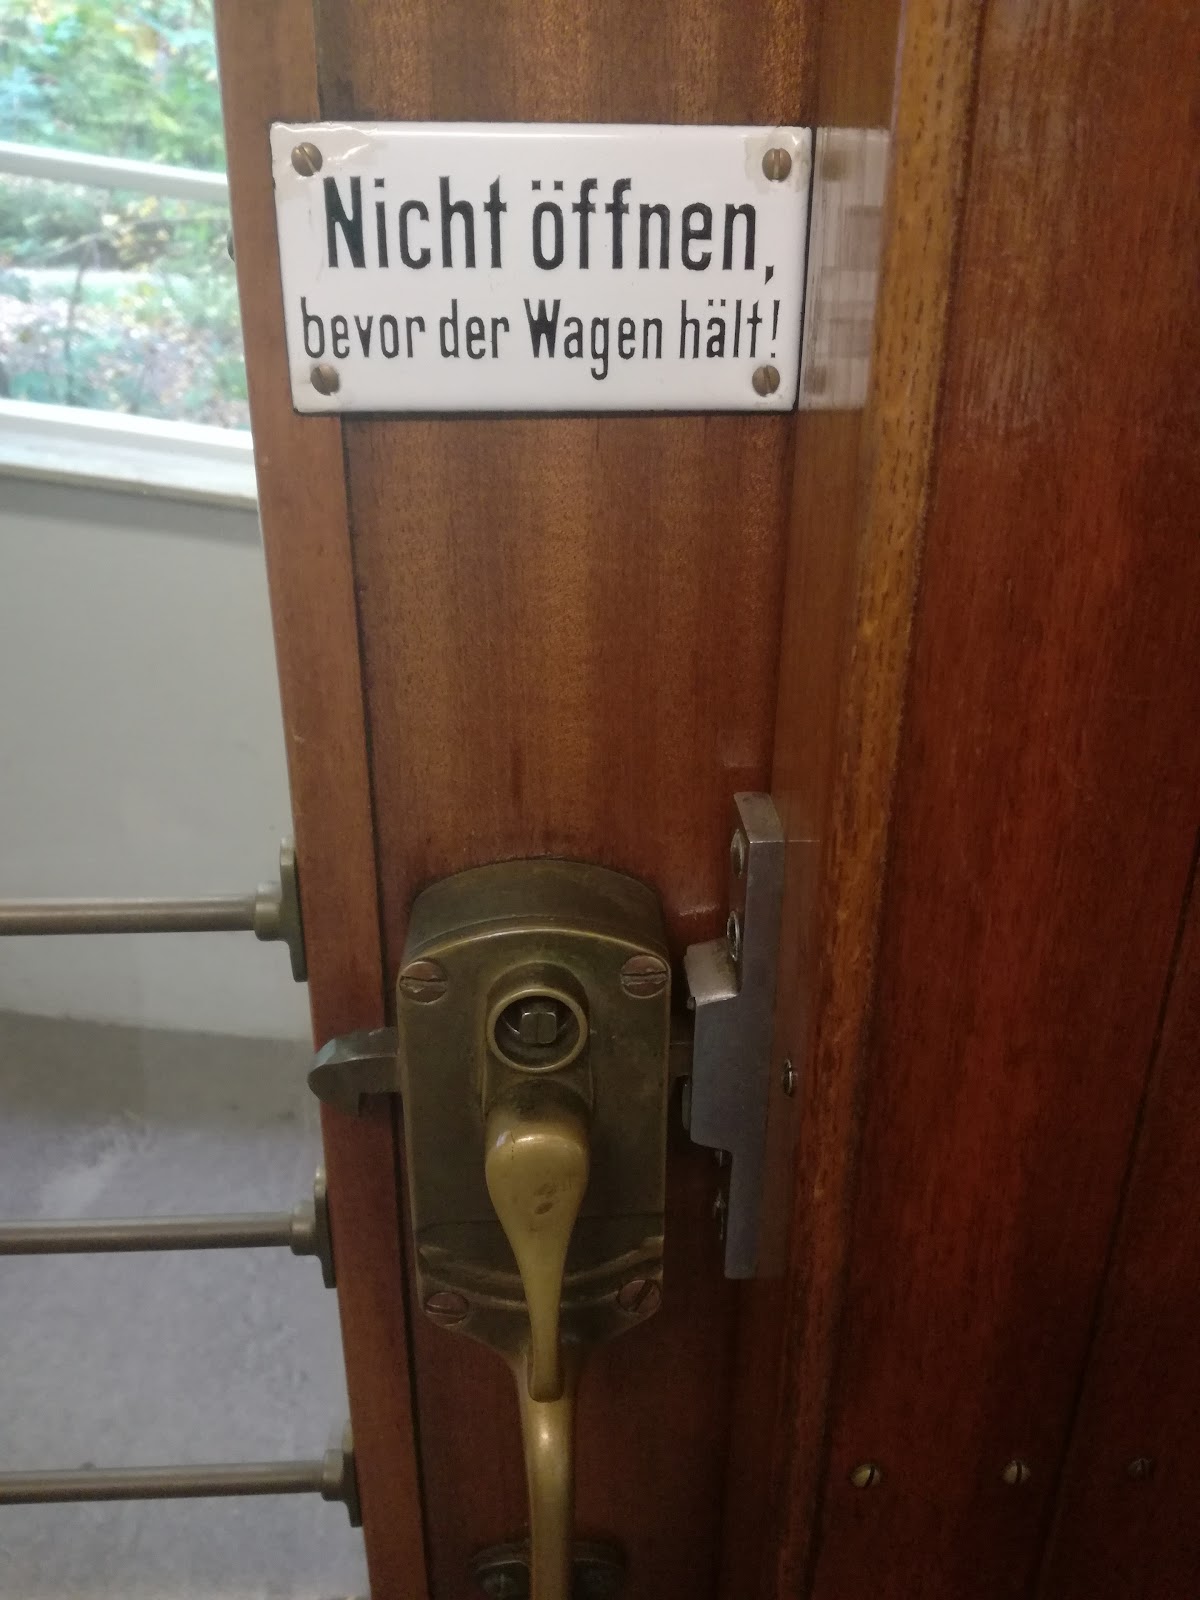 Nicht öffnen,
bevor der Wagen hält!